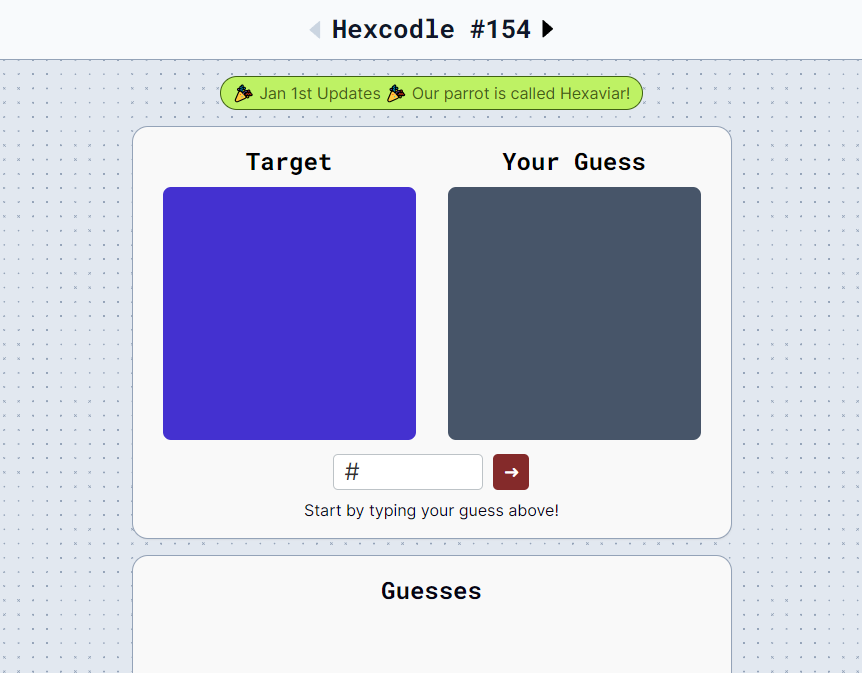 Hexcodle #154
Jan 1st Updates 🎉 Our parrot is called Hexaviar!
Target
Your Guess
#
Start by typing your guess above!
Guesses